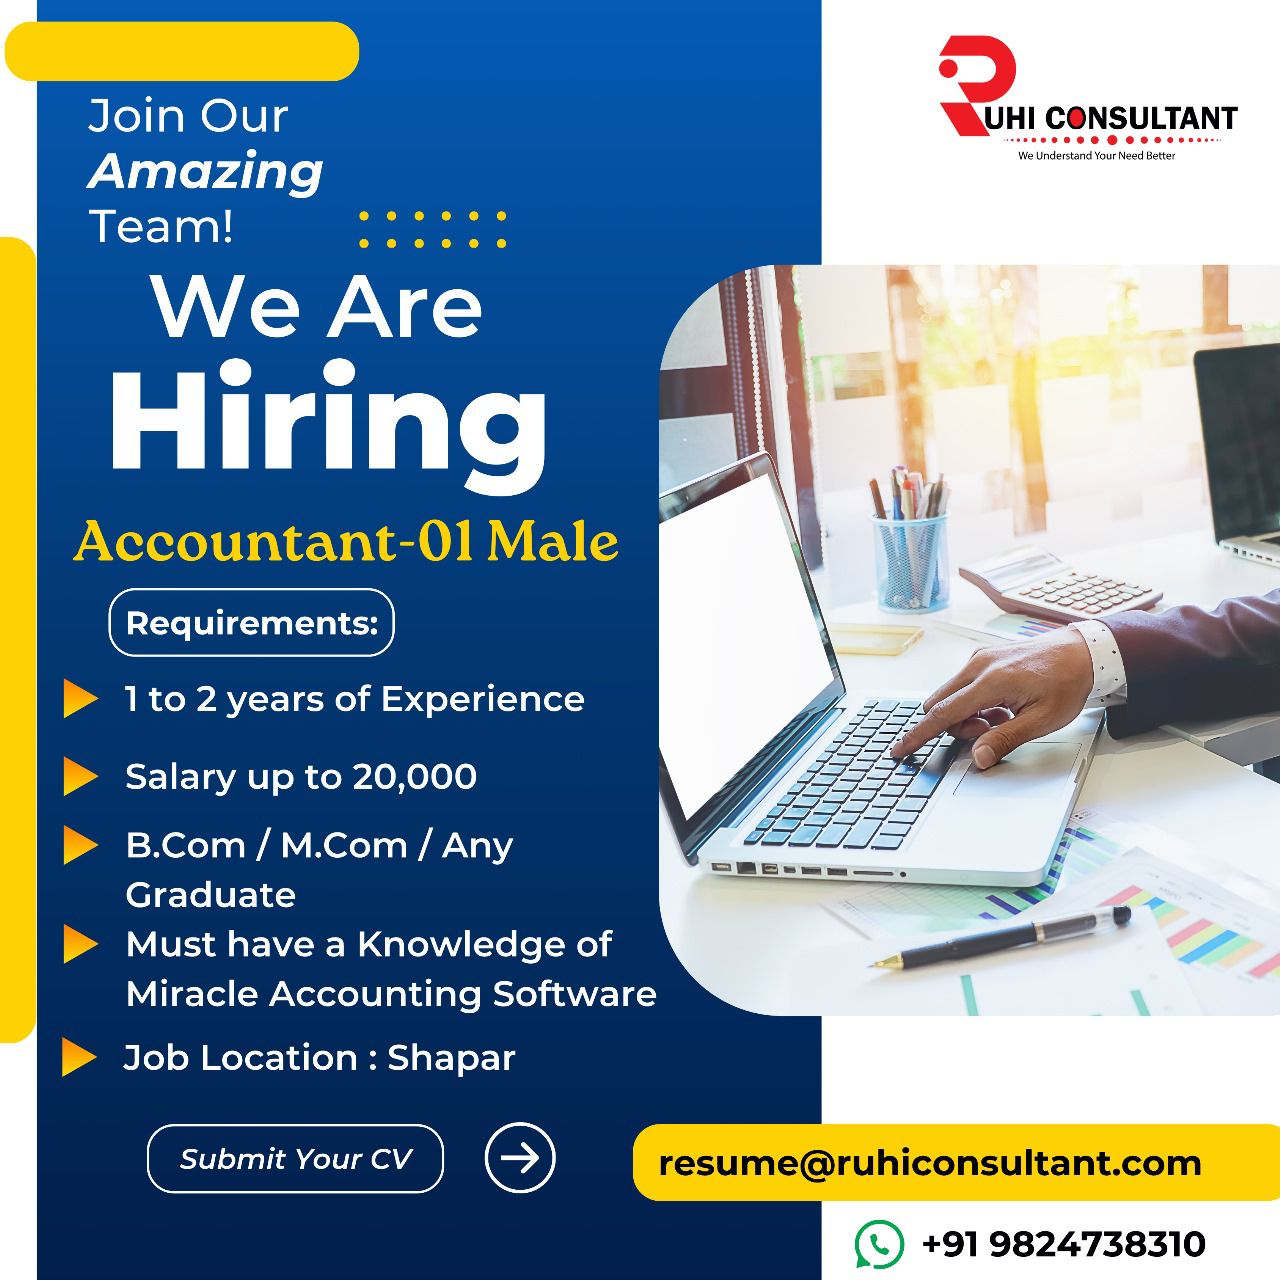 Join Our
Amazing
Team!
RUHI CONSULTANT
We Understand Your Need Better
We Are
Hiring
Accountant-01 Male
Requirements:
1 to 2 years of Experience
Salary up to 20,000
B.Com / M.Com / Any
Graduate
Must have a Knowledge of
Miracle Accounting Software
Job Location : Shapar
Submit Your CV
resume@ruhiconsultant.com
+91 9824738310